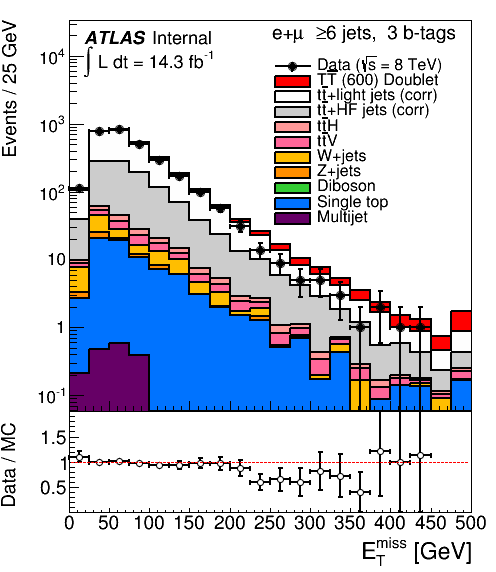 ATLAS Internal
∫ L dt = 14.3 fb⁻¹
e+μ ≥6 jets, 3 b-tags
Data (√s = 8 TeV)
TT̄ (600) Doublet
tt̄+light jets (corr)
tt̄+HF jets (corr)
tt̄H
tt̄V
W+jets
Z+jets
Diboson
Single top
Multijet
Events / 25 GeV
10⁴
10³
10²
10
1
10⁻¹
Data / MC
1.5
1
0.5
0 50 100 150 200 250 300 350 400 450 500
E_T^miss [GeV]